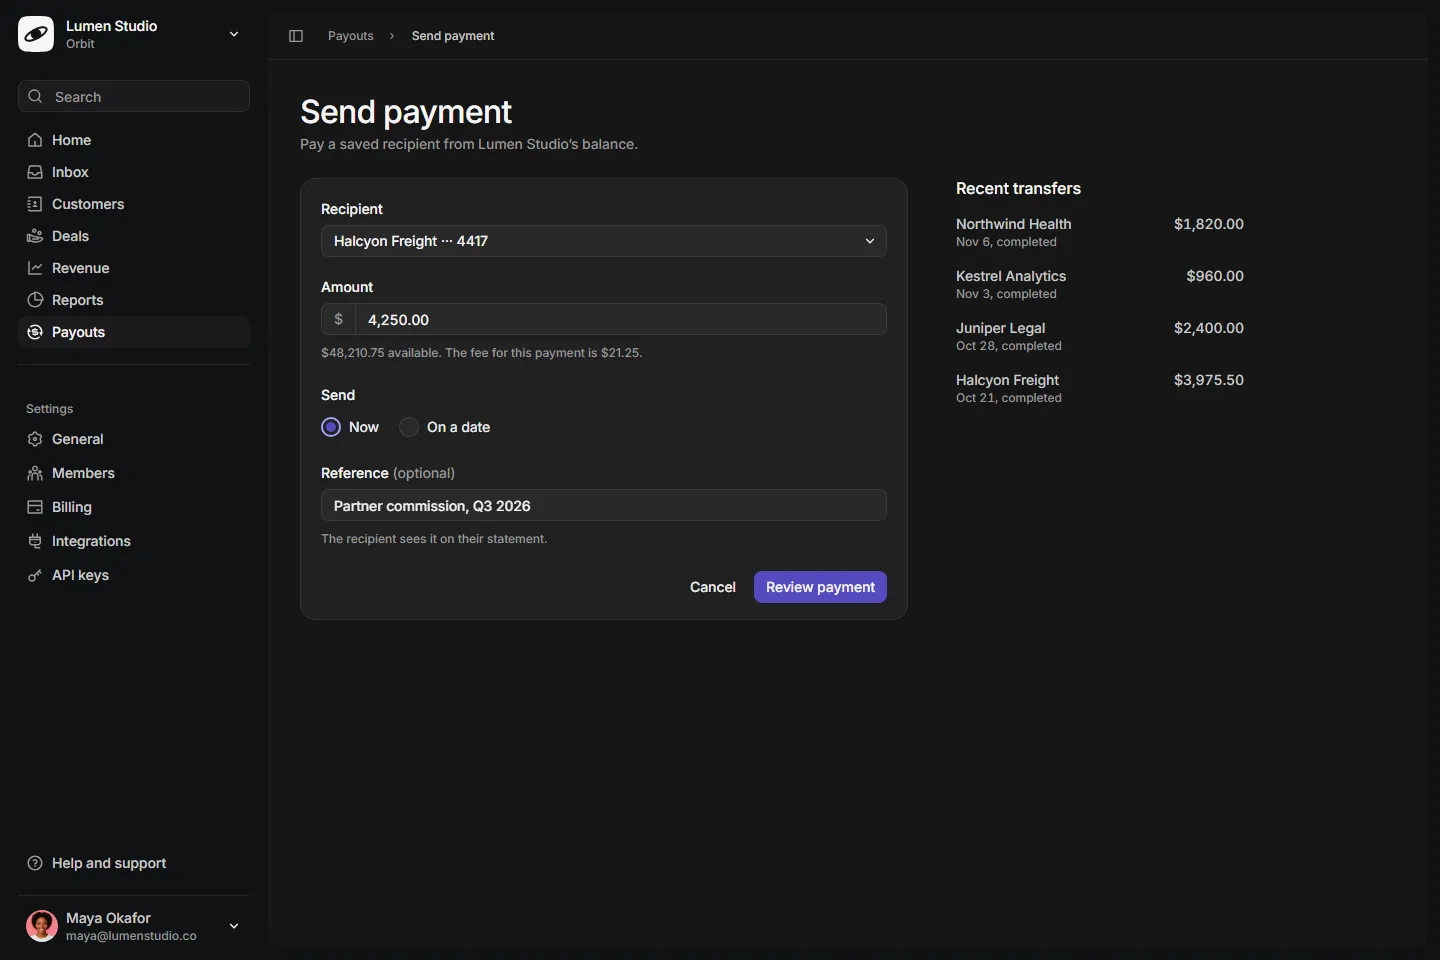 Lumen Studio
Orbit
Search
Home
Inbox
Customers
Deals
Revenue
Reports
Payouts
Settings
General
Members
Billing
Integrations
API keys
Help and support
Maya Okafor
maya@lumenstudio.co
Payouts › Send payment
Send payment
Pay a saved recipient from Lumen Studio’s balance.
Recipient
Halcyon Freight ··· 4417
Amount
$ 4,250.00
$48,210.75 available. The fee for this payment is $21.25.
Send
Now On a date
Reference (optional)
Partner commission, Q3 2026
The recipient sees it on their statement.
Cancel Review payment
Recent transfers
Northwind Health $1,820.00
Nov 6, completed
Kestrel Analytics $960.00
Nov 3, completed
Juniper Legal $2,400.00
Oct 28, completed
Halcyon Freight $3,975.50
Oct 21, completed